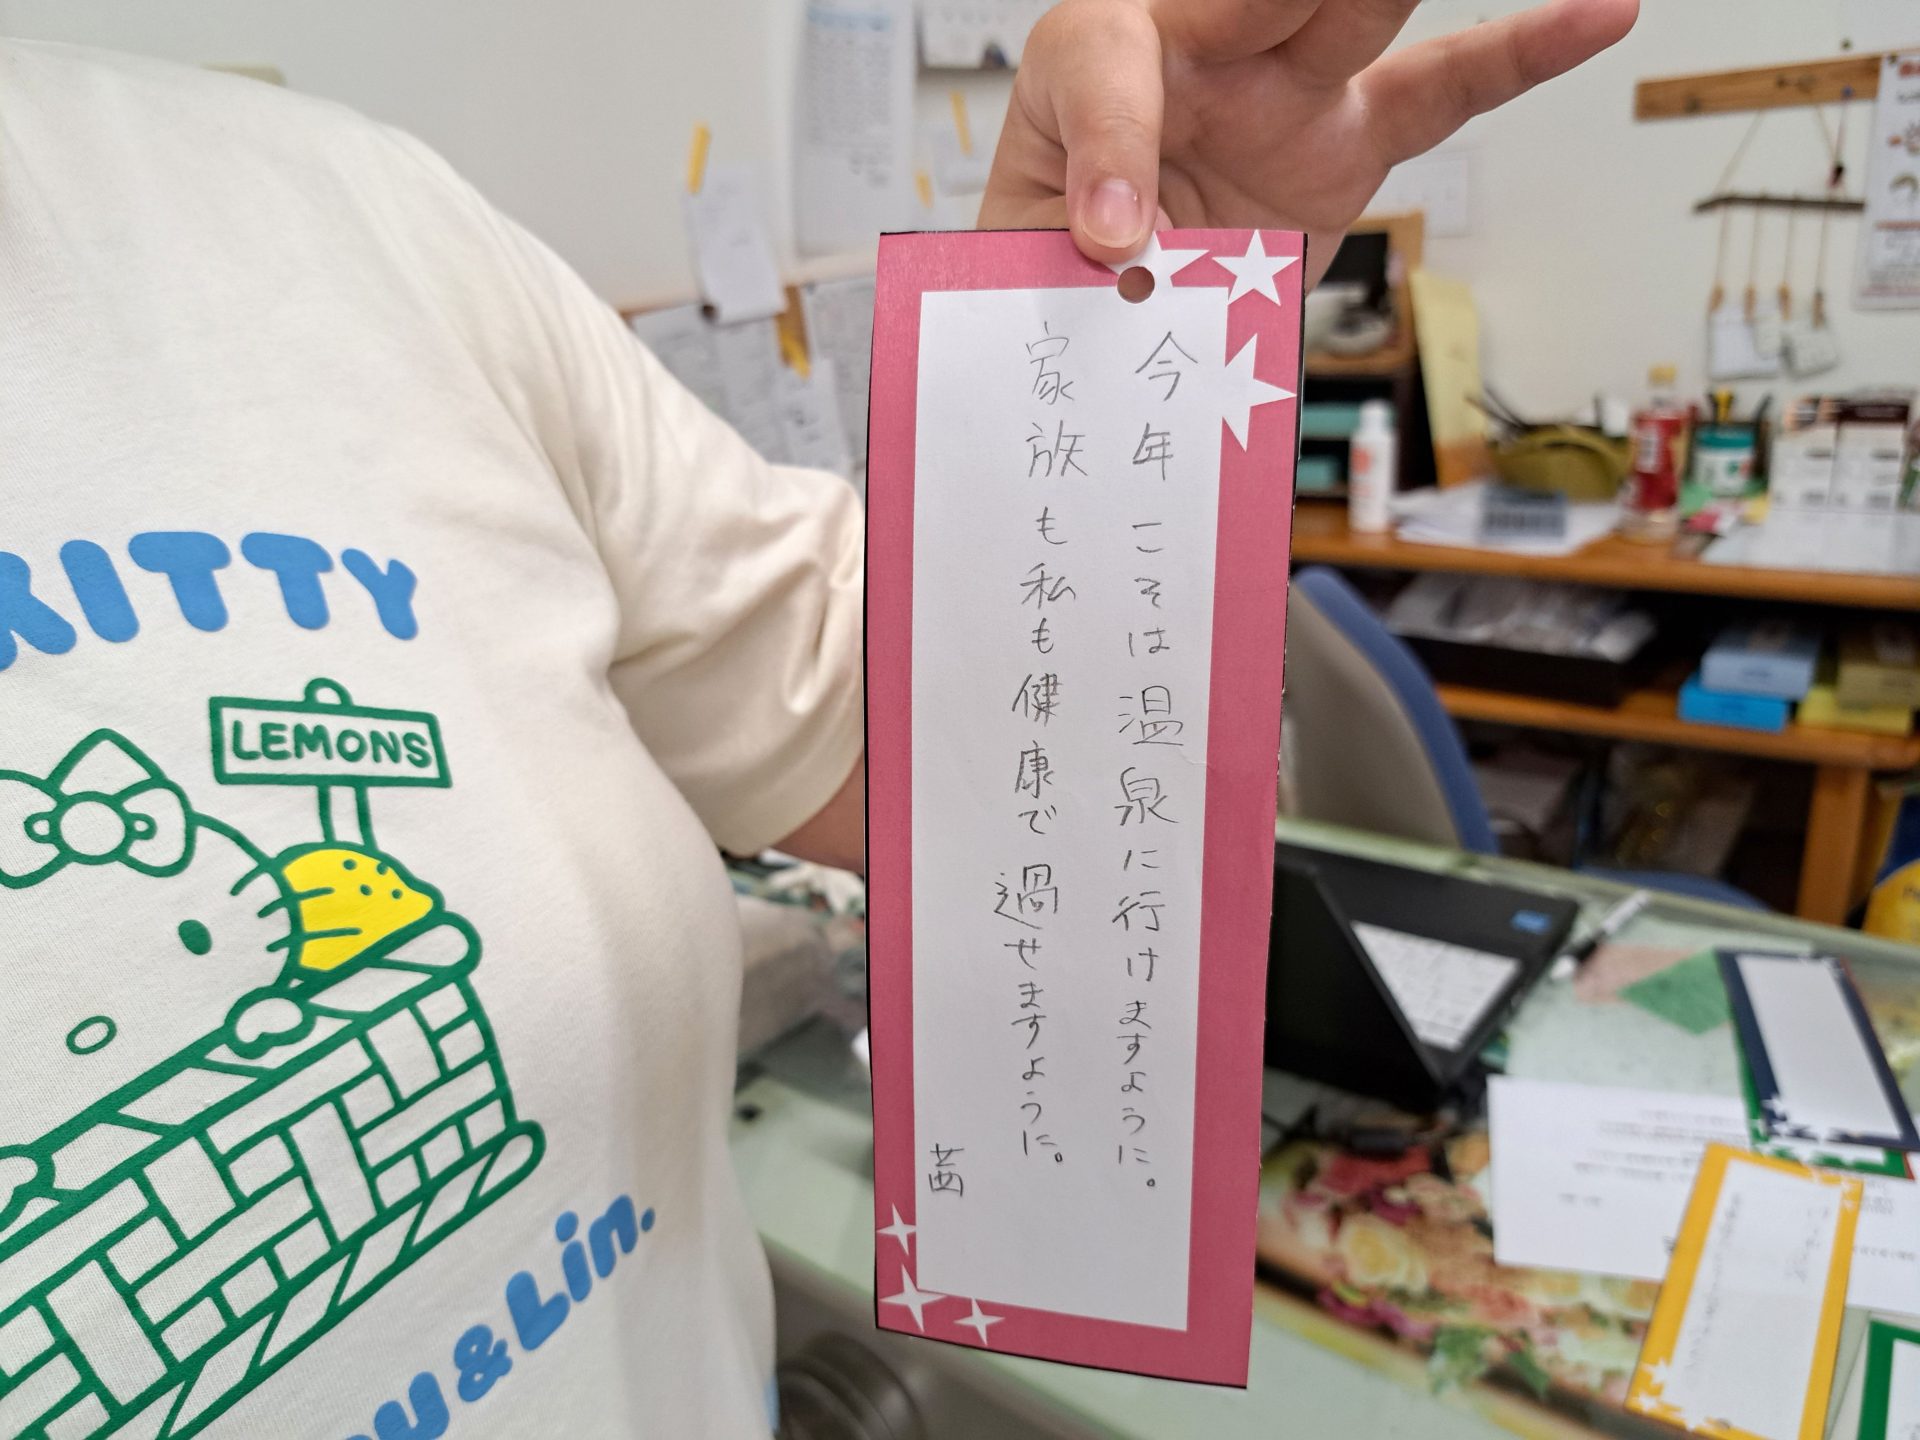 今年こそは温泉に行けますように。
家族も私も健康で過せますように。
茜
KITTY
LEMONS
& Lin.